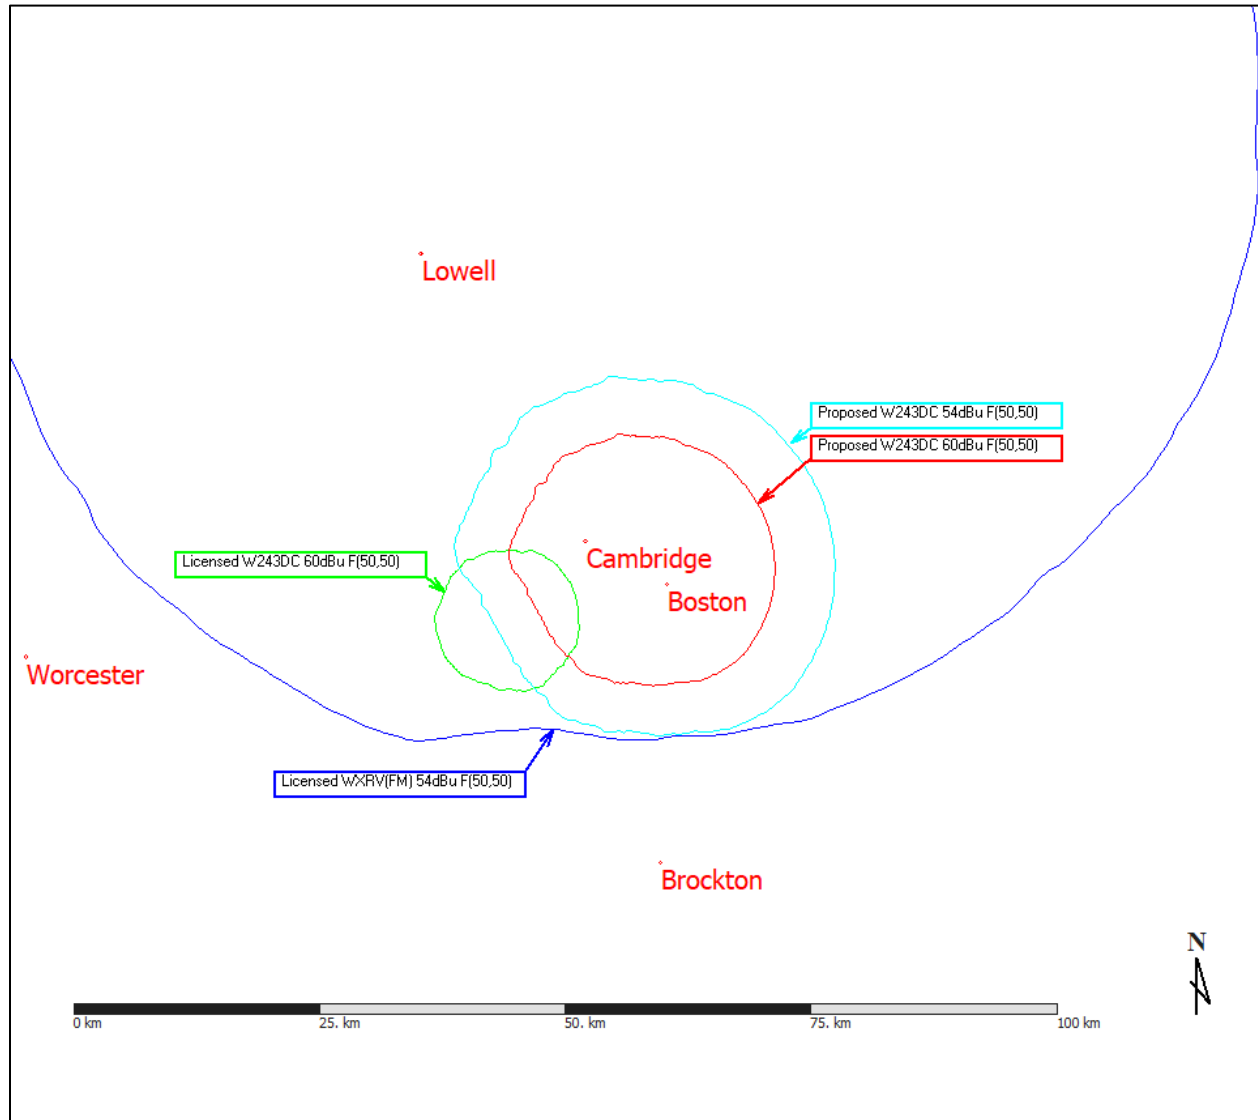 Lowell
Proposed W243DC 54dBu F(50,50)
Proposed W243DC 60dBu F(50,50)
Licensed W243DC 60dBu F(50,50)
Cambridge
Boston
Worcester
Licensed WXRV(FM) 54dBu F(50,50)
Brockton
N
0 km 25. km 50. km 75. km 100 km